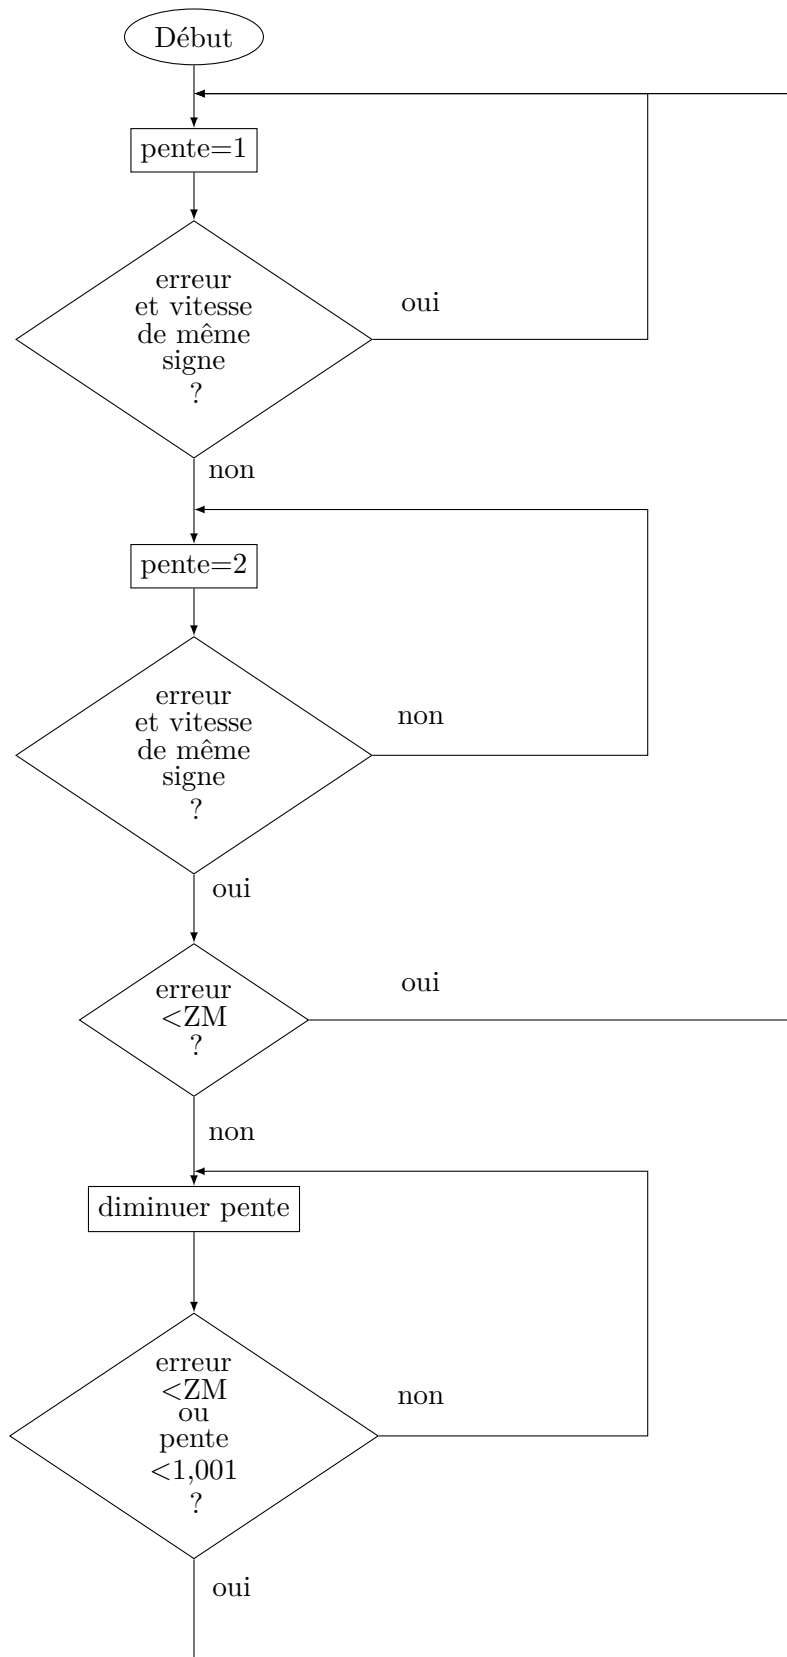 Début
pente=1
erreur
et vitesse
de même
signe
?
oui
non
pente=2
erreur
et vitesse
de même
signe
?
non
oui
erreur
<ZM
?
oui
non
diminuer pente
erreur
<ZM
ou
pente
<1,001
?
non
oui